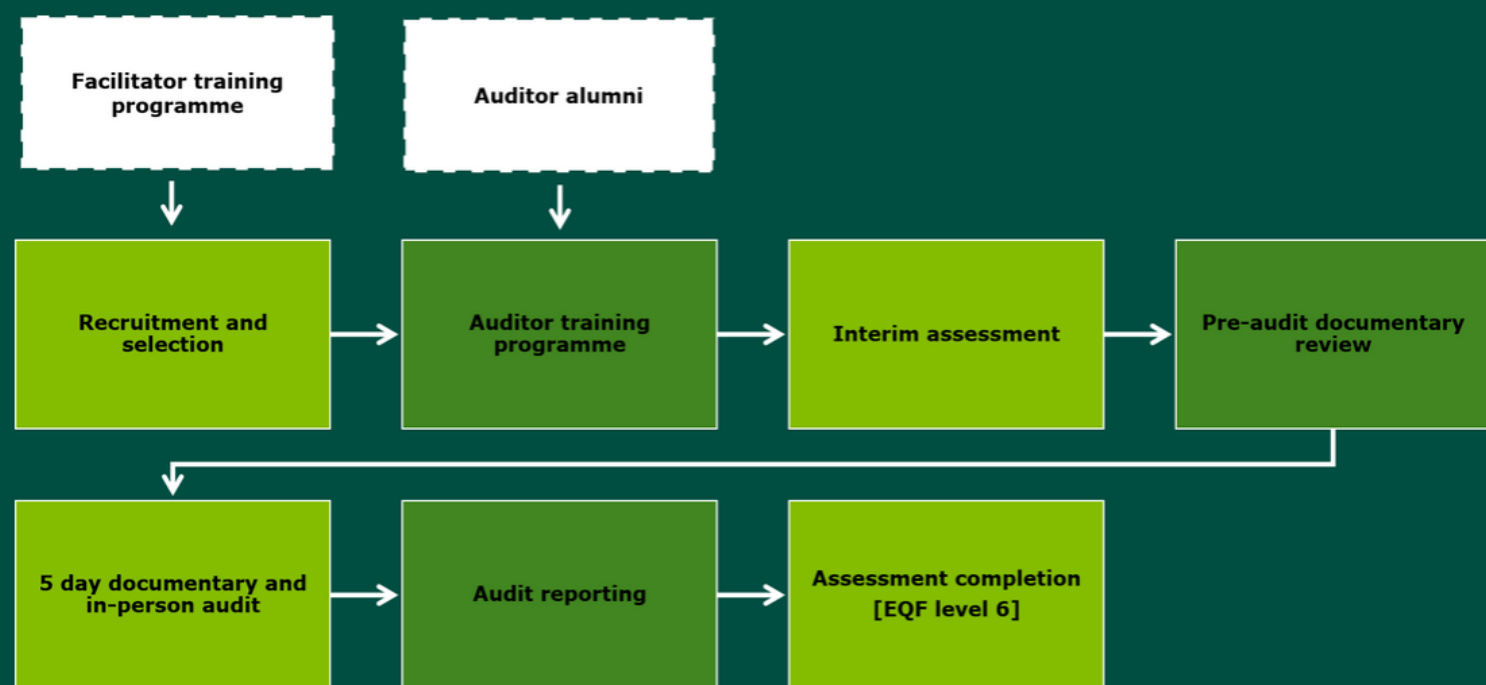 Facilitator training
programme
Auditor alumni
Recruitment and
selection
Auditor training
programme
Interim assessment
Pre-audit documentary
review
5 day documentary and
in-person audit
Audit reporting
Assessment completion
[EQF level 6]